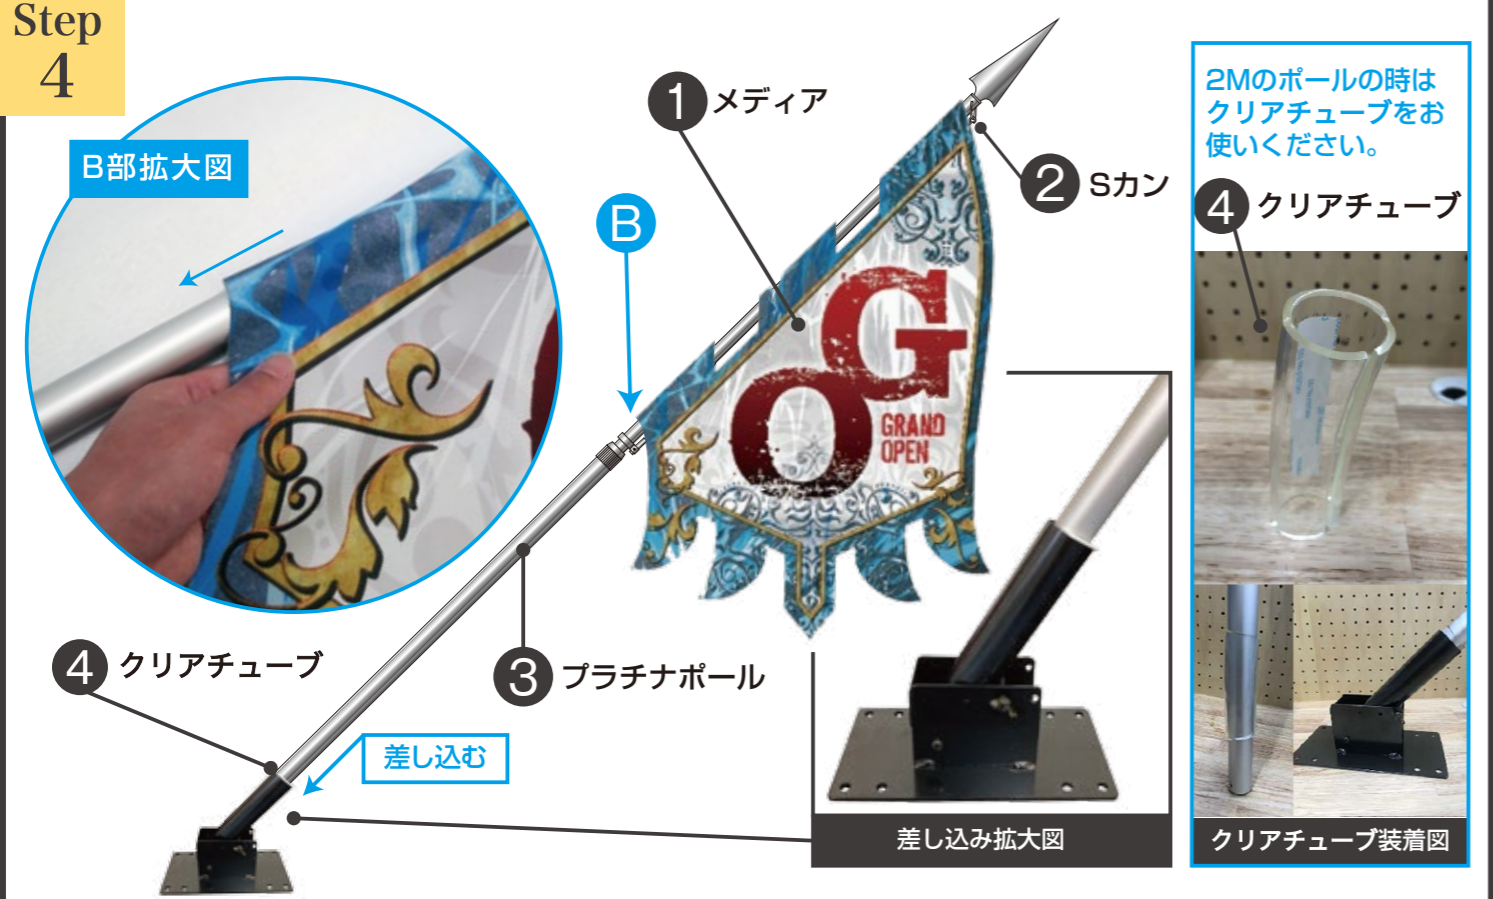 Step
4
B部拡大図
1 メディア
2 Sカン
B
OG
GRAND
OPEN
4 クリアチューブ
3 プラチナポール
差し込む
差し込み拡大図
2Mのポールの時は
クリアチューブをお
使いください。
4 クリアチューブ
クリアチューブ装着図